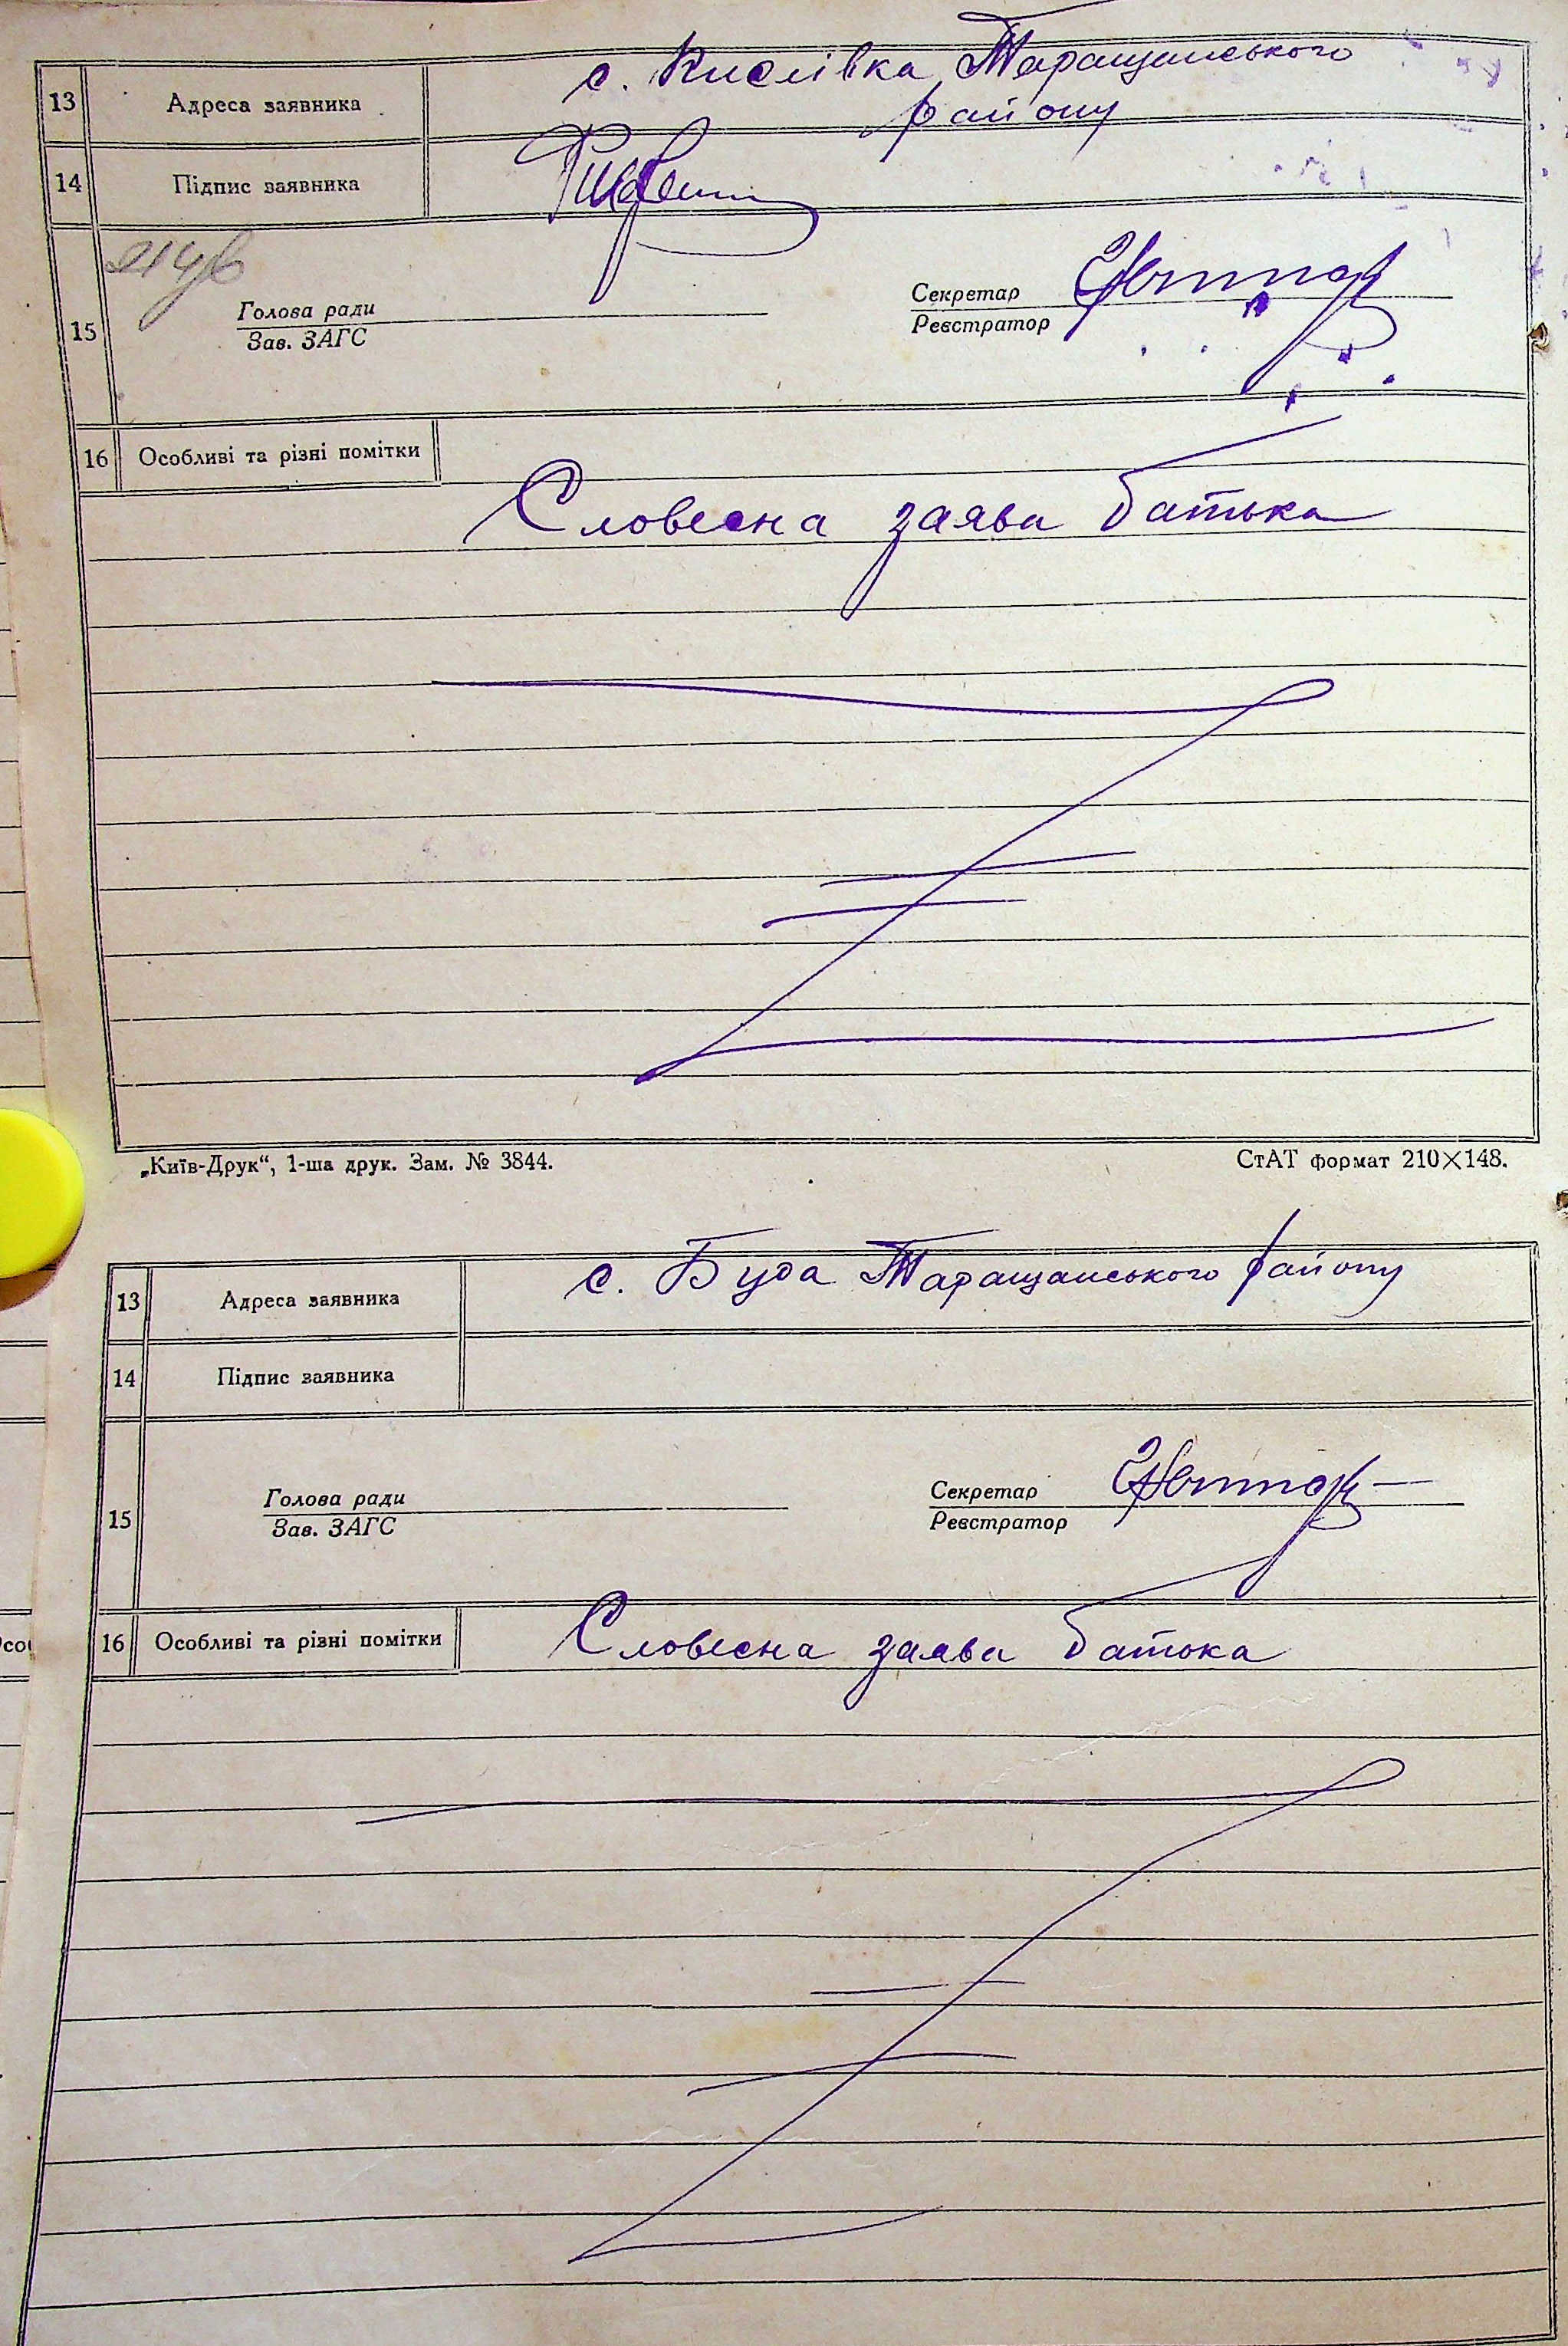 с. Кислівка Таращанського
13 Адреса заявника району
14 Підпис заявника
Голова ради Секретар
15 Зав. ЗАГС Реєстратор
16 Особливі та різні помітки
Словесна заява батька
„Київ-Друк“, 1-ша друк. Зам. № 3844. СтАТ формат 210×148.
13 Адреса заявника с. Буда Таращанського району
14 Підпис заявника
Голова ради Секретар
15 Зав. ЗАГС Реєстратор
16 Особливі та різні помітки Словесна заява батька